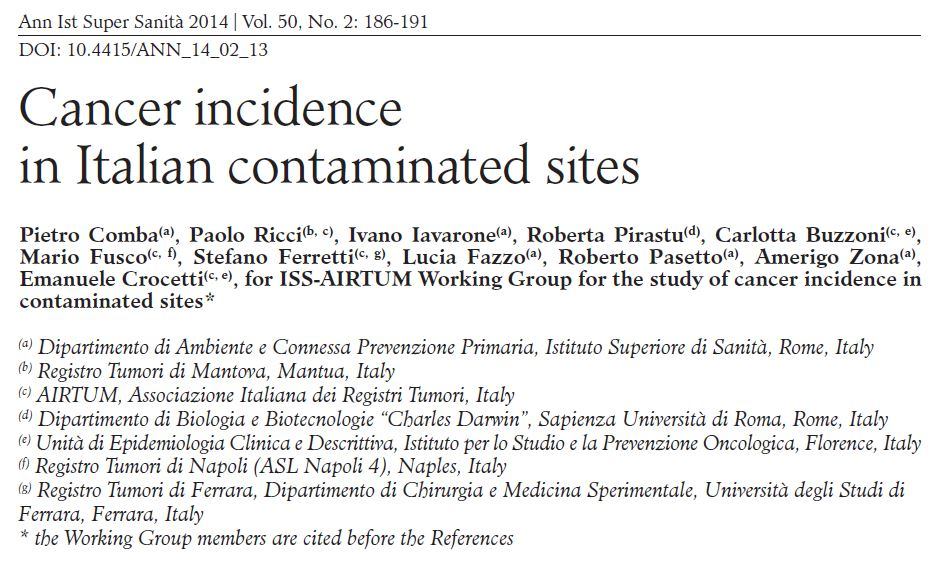 Ann Ist Super Sanità 2014 | Vol. 50, No. 2: 186-191
DOI: 10.4415/ANN_14_02_13
Cancer incidence
in Italian contaminated sites
Pietro Comba(a), Paolo Ricci(b, c), Ivano Iavarone(a), Roberta Pirastu(d), Carlotta Buzzoni(c, e),
Mario Fusco(c, f), Stefano Ferretti(c, g), Lucia Fazzo(a), Roberto Pasetto(a), Amerigo Zona(a),
Emanuele Crocetti(c, e), for ISS-AIRTUM Working Group for the study of cancer incidence in
contaminated sites*
(a) Dipartimento di Ambiente e Connessa Prevenzione Primaria, Istituto Superiore di Sanità, Rome, Italy
(b) Registro Tumori di Mantova, Mantua, Italy
(c) AIRTUM, Associazione Italiana dei Registri Tumori, Italy
(d) Dipartimento di Biologia e Biotecnologie “Charles Darwin”, Sapienza Università di Roma, Rome, Italy
(e) Unità di Epidemiologia Clinica e Descrittiva, Istituto per lo Studio e la Prevenzione Oncologica, Florence, Italy
(f) Registro Tumori di Napoli (ASL Napoli 4), Naples, Italy
(g) Registro Tumori di Ferrara, Dipartimento di Chirurgia e Medicina Sperimentale, Università degli Studi di
Ferrara, Ferrara, Italy
* the Working Group members are cited before the References